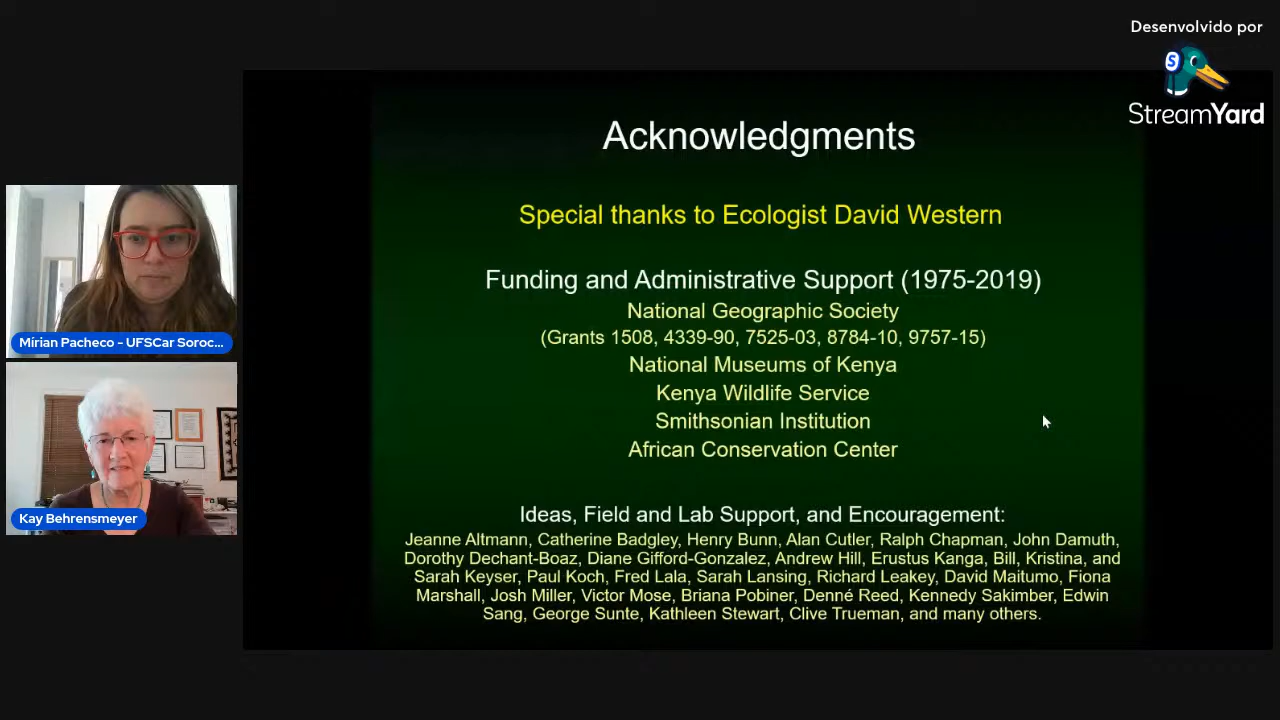 Desenvolvido por
StreamYard
Acknowledgments
Special thanks to Ecologist David Western
Funding and Administrative Support (1975-2019)
National Geographic Society
(Grants 1508, 4339-90, 7525-03, 8784-10, 9757-15)
National Museums of Kenya
Kenya Wildlife Service
Smithsonian Institution
African Conservation Center
Ideas, Field and Lab Support, and Encouragement:
Jeanne Altmann, Catherine Badgley, Henry Bunn, Alan Cutler, Ralph Chapman, John Damuth,
Dorothy Dechant-Boaz, Diane Gifford-Gonzalez, Andrew Hill, Erustus Kanga, Bill, Kristina, and
Sarah Keyser, Paul Koch, Fred Lala, Sarah Lansing, Richard Leakey, David Maitumo, Fiona
Marshall, Josh Miller, Victor Mose, Briana Pobiner, Denné Reed, Kennedy Sakimber, Edwin
Sang, George Sunte, Kathleen Stewart, Clive Trueman, and many others.
Mírian Pacheco - UFSCar Soroc...
Kay Behrensmeyer